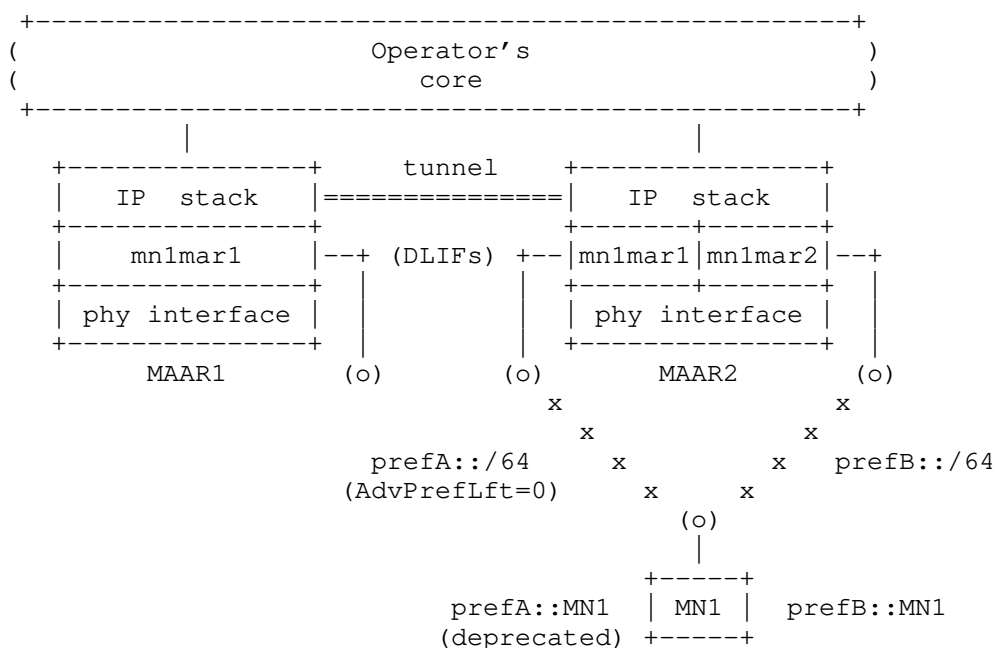 Operator's
core
tunnel
IP stack IP stack
mn1mar1 (DLIFs) mn1mar1 mn1mar2
phy interface phy interface
MAAR1 (o) (o) MAAR2 (o)
x x
x x
prefA::/64 x x prefB::/64
(AdvPrefLft=0) x x
(o)
prefA::MN1 MN1 prefB::MN1
(deprecated)